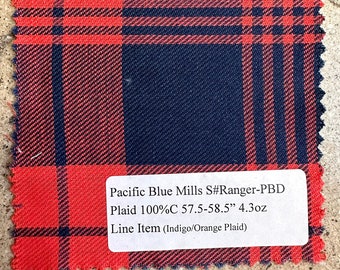 Pacific Blue Mills S#Ranger-PBD
Plaid 100%C 57.5-58.5” 4.3oz
Line Item (Indigo/Orange Plaid)